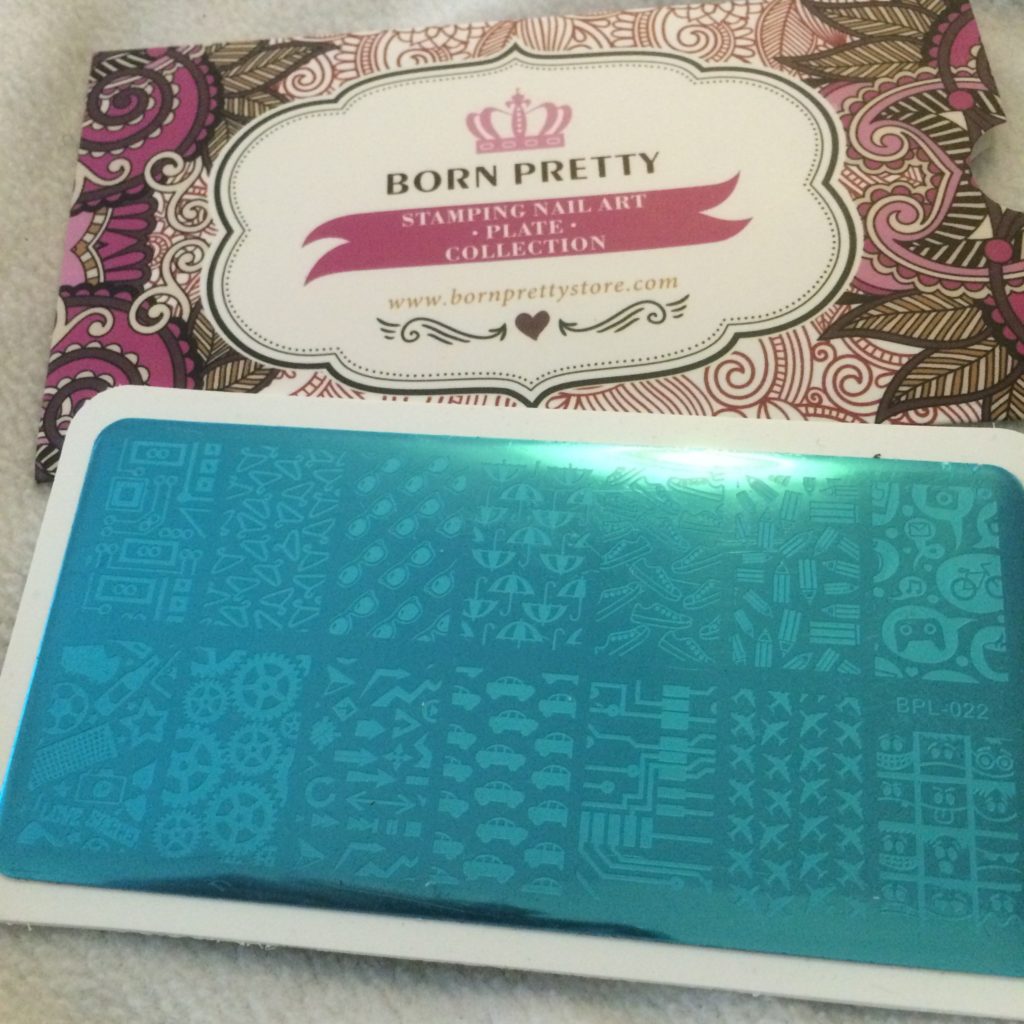 BORN PRETTY
STAMPING NAIL ART
· PLATE ·
COLLECTION
www.bornprettystore.com
BPL-022